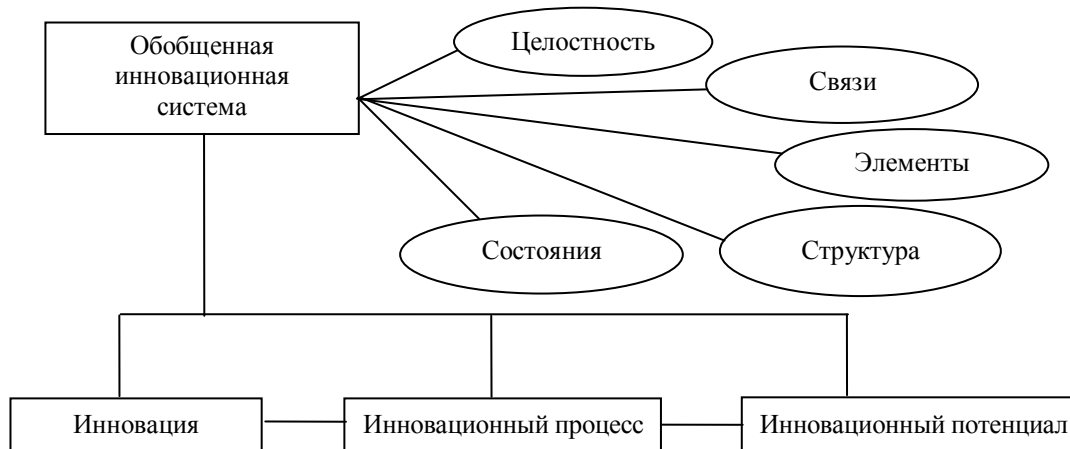 Обобщенная
инновационная
система
Целостность
Связи
Элементы
Состояния
Структура
Инновация
Инновационный процесс
Инновационный потенциал